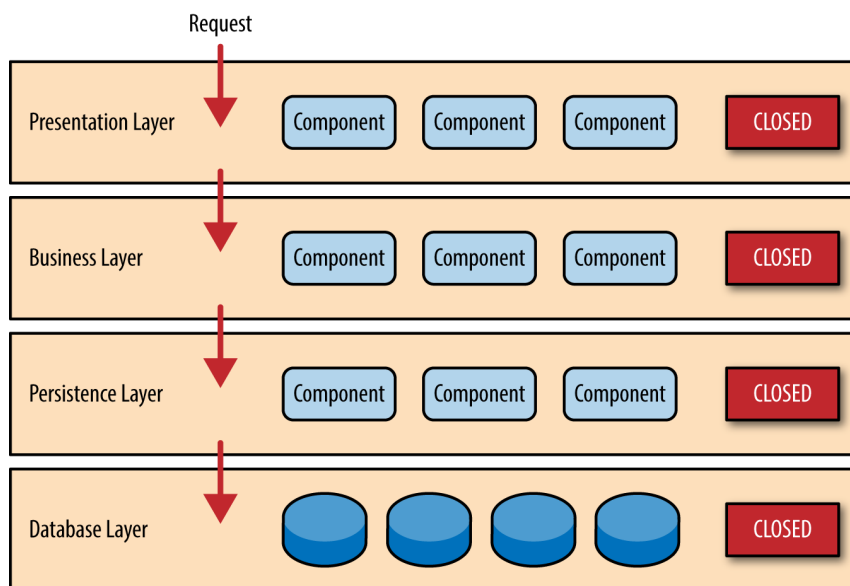 Request
Presentation Layer Component Component Component CLOSED
Business Layer Component Component Component CLOSED
Persistence Layer Component Component Component CLOSED
Database Layer CLOSED